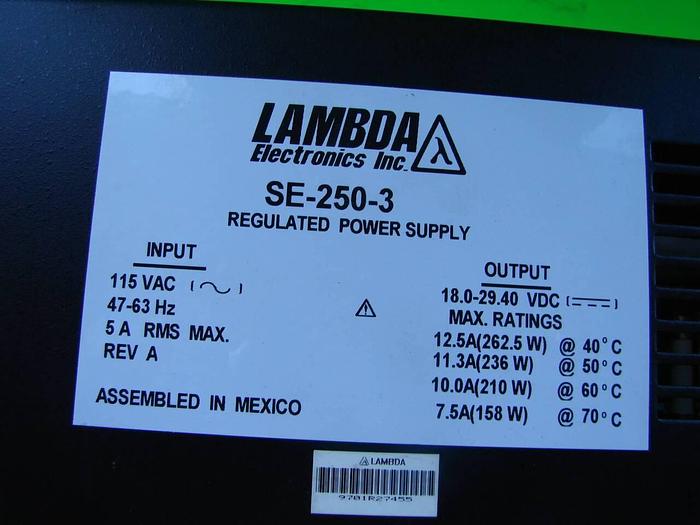 LAMBDA
Electronics Inc.
λ
SE-250-3
REGULATED POWER SUPPLY
INPUT
115 VAC
47-63 Hz
5 A RMS MAX.
REV A
ASSEMBLED IN MEXICO
OUTPUT
18.0-29.40 VDC
MAX. RATINGS
12.5A(262.5 W) @ 40°C
11.3A(236 W) @ 50°C
10.0A(210 W) @ 60°C
7.5A(158 W) @ 70°C
LAMBDA
9701R27455